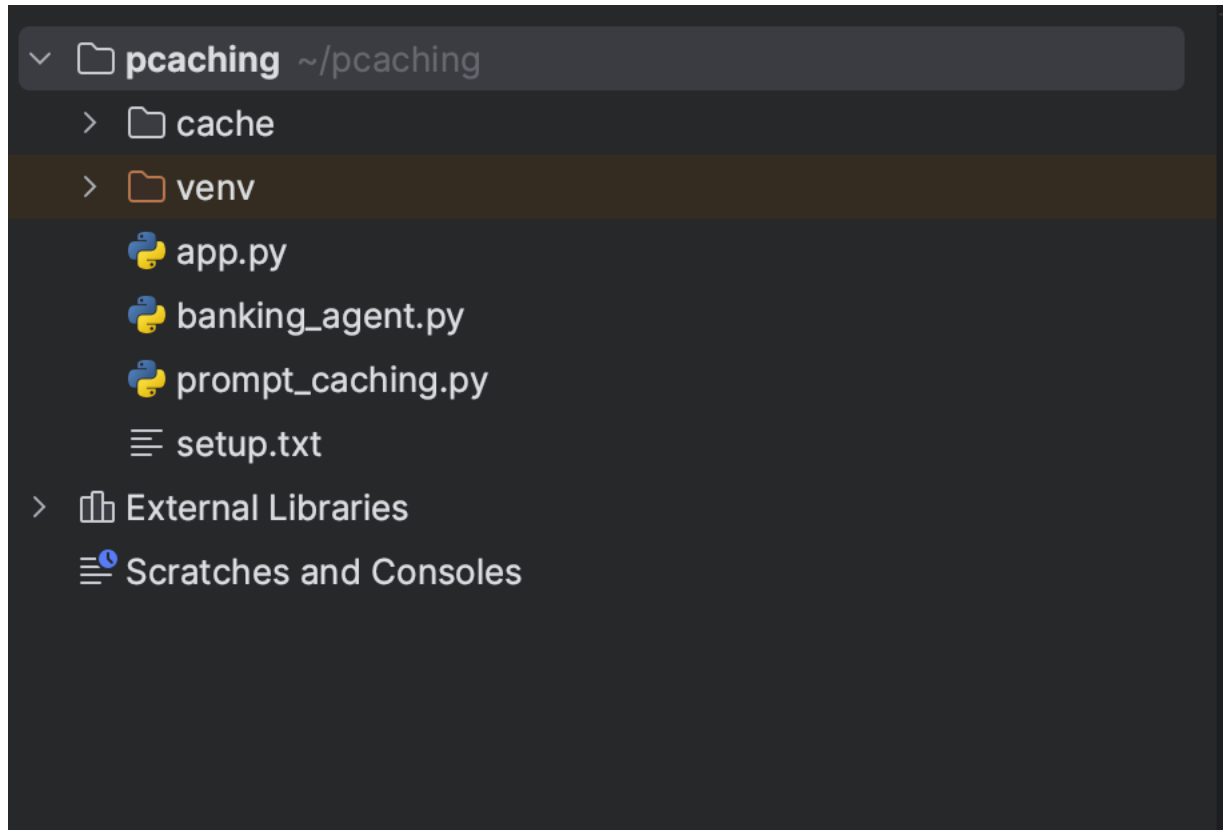 pcaching ~/pcaching
cache
venv
app.py
banking_agent.py
prompt_caching.py
setup.txt
External Libraries
Scratches and Consoles